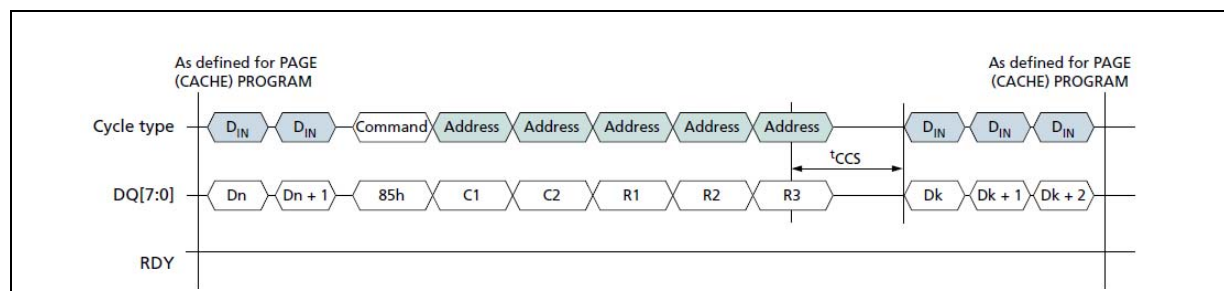 As defined for PAGE
(CACHE) PROGRAM
As defined for PAGE
(CACHE) PROGRAM
Cycle type DIN DIN Command Address Address Address Address Address DIN DIN DIN
tCCS
DQ[7:0] Dn Dn + 1 85h C1 C2 R1 R2 R3 Dk Dk + 1 Dk + 2
RDY